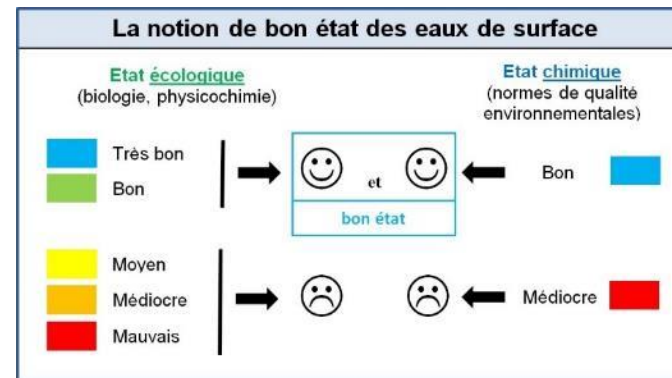 La notion de bon état des eaux de surface
Etat écologique
(biologie, physicochimie)
Etat chimique
(normes de qualité
environnementales)
Très bon
Bon
et
bon état
Bon
Moyen
Médiocre
Mauvais
Médiocre